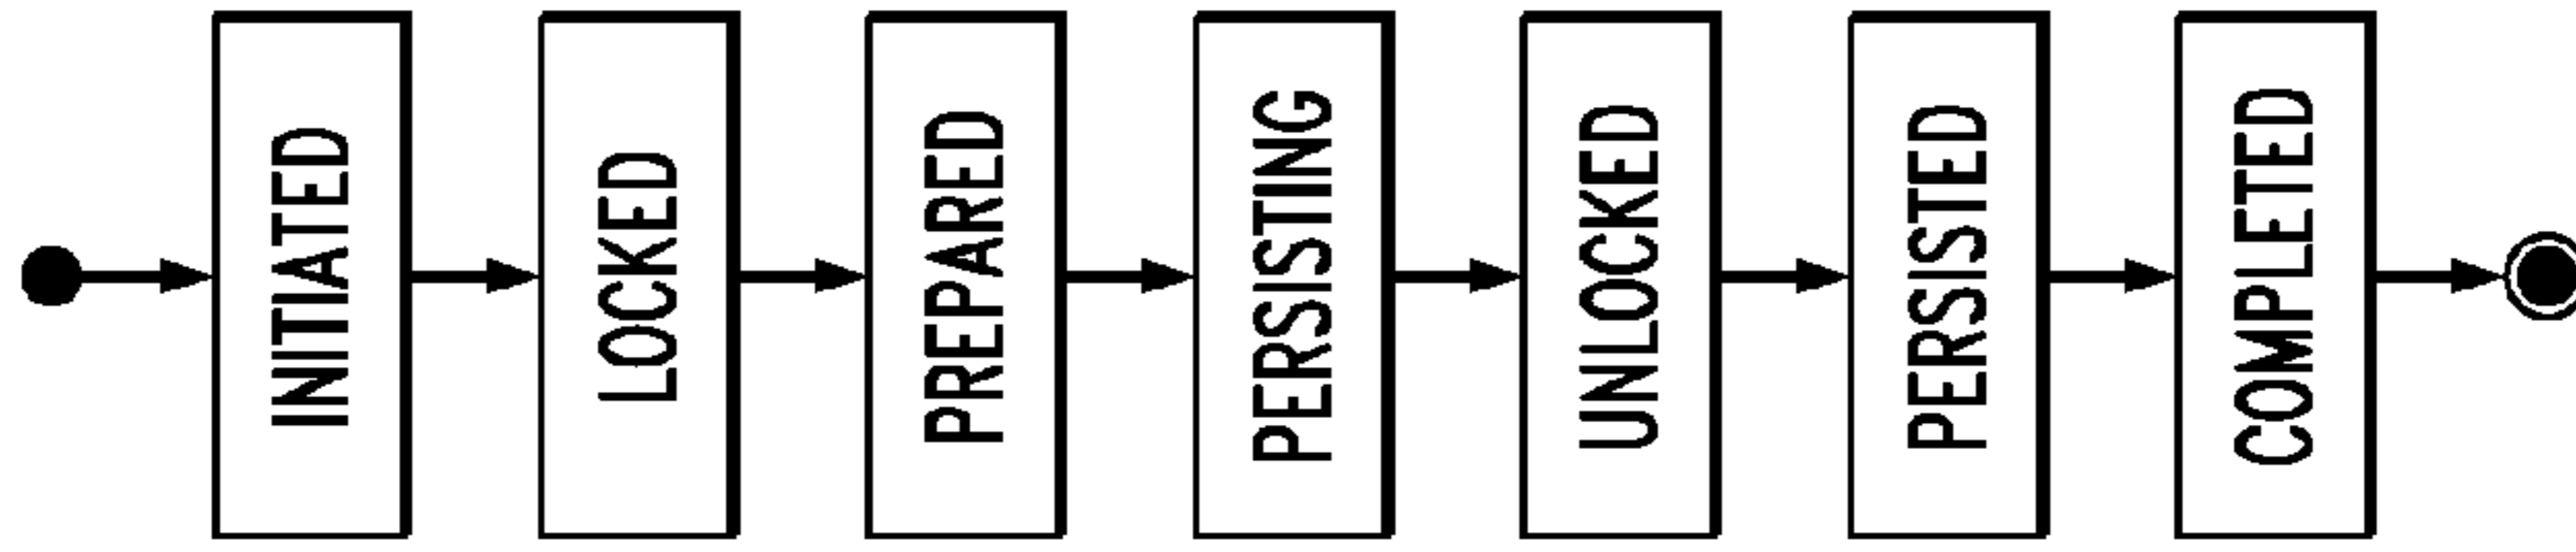 INITIATED
LOCKED
PREPARED
PERSISTING
UNLOCKED
PERSISTED
COMPLETED